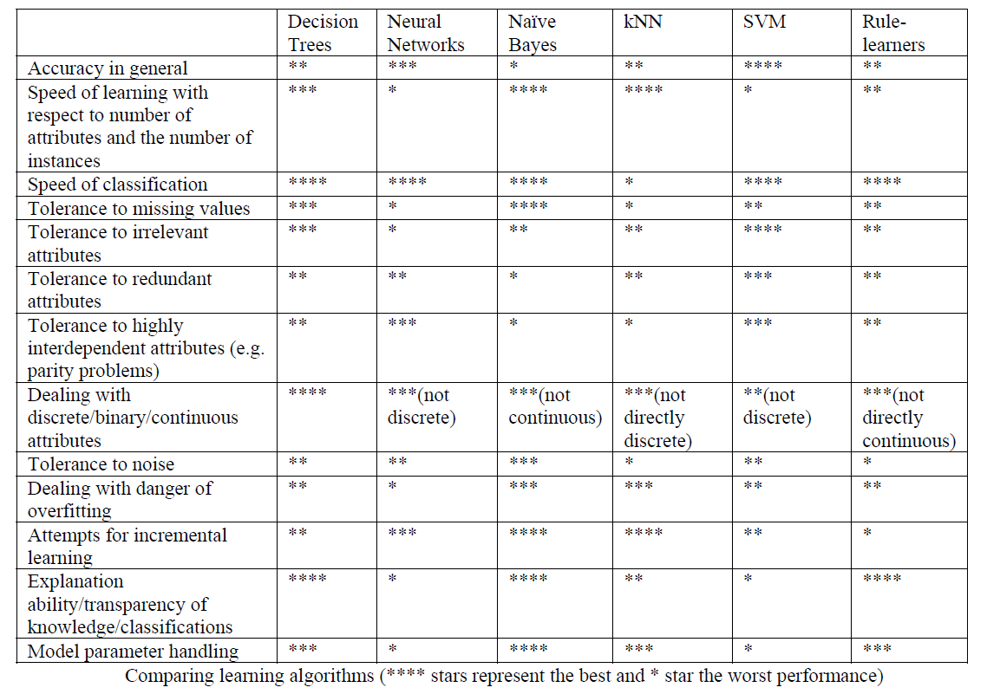 Decision Trees Neural Networks Naïve Bayes kNN SVM Rule-learners
Accuracy in general ** *** * ** **** **
Speed of learning with respect to number of attributes and the number of instances *** * **** **** * **
Speed of classification **** **** **** * **** ****
Tolerance to missing values *** * **** * ** **
Tolerance to irrelevant attributes *** * ** ** **** **
Tolerance to redundant attributes ** ** * ** *** **
Tolerance to highly interdependent attributes (e.g. parity problems) ** *** * * *** **
Dealing with discrete/binary/continuous attributes **** ***(not discrete) ***(not continuous) ***(not directly discrete) **(not discrete) ***(not directly continuous)
Tolerance to noise ** ** *** * ** *
Dealing with danger of overfitting ** * *** *** ** **
Attempts for incremental learning ** *** **** **** ** *
Explanation ability/transparency of knowledge/classifications **** * **** ** * ****
Model parameter handling *** * **** *** * ***
Comparing learning algorithms (**** stars represent the best and * star the worst performance)